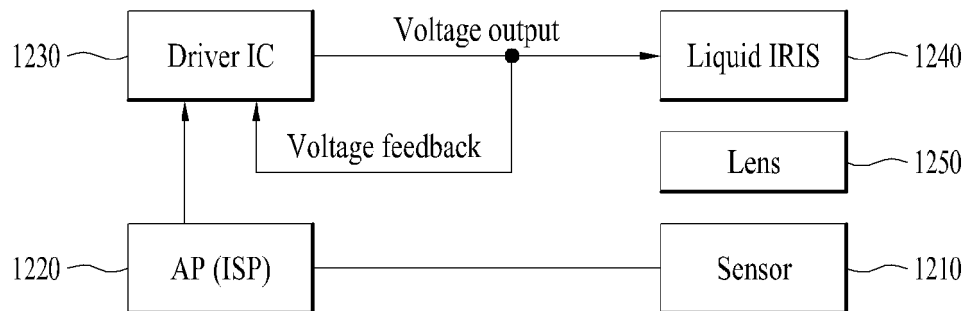 1230
Driver IC
Voltage output
Liquid IRIS
1240
Voltage feedback
Lens
1250
1220
AP (ISP)
Sensor
1210